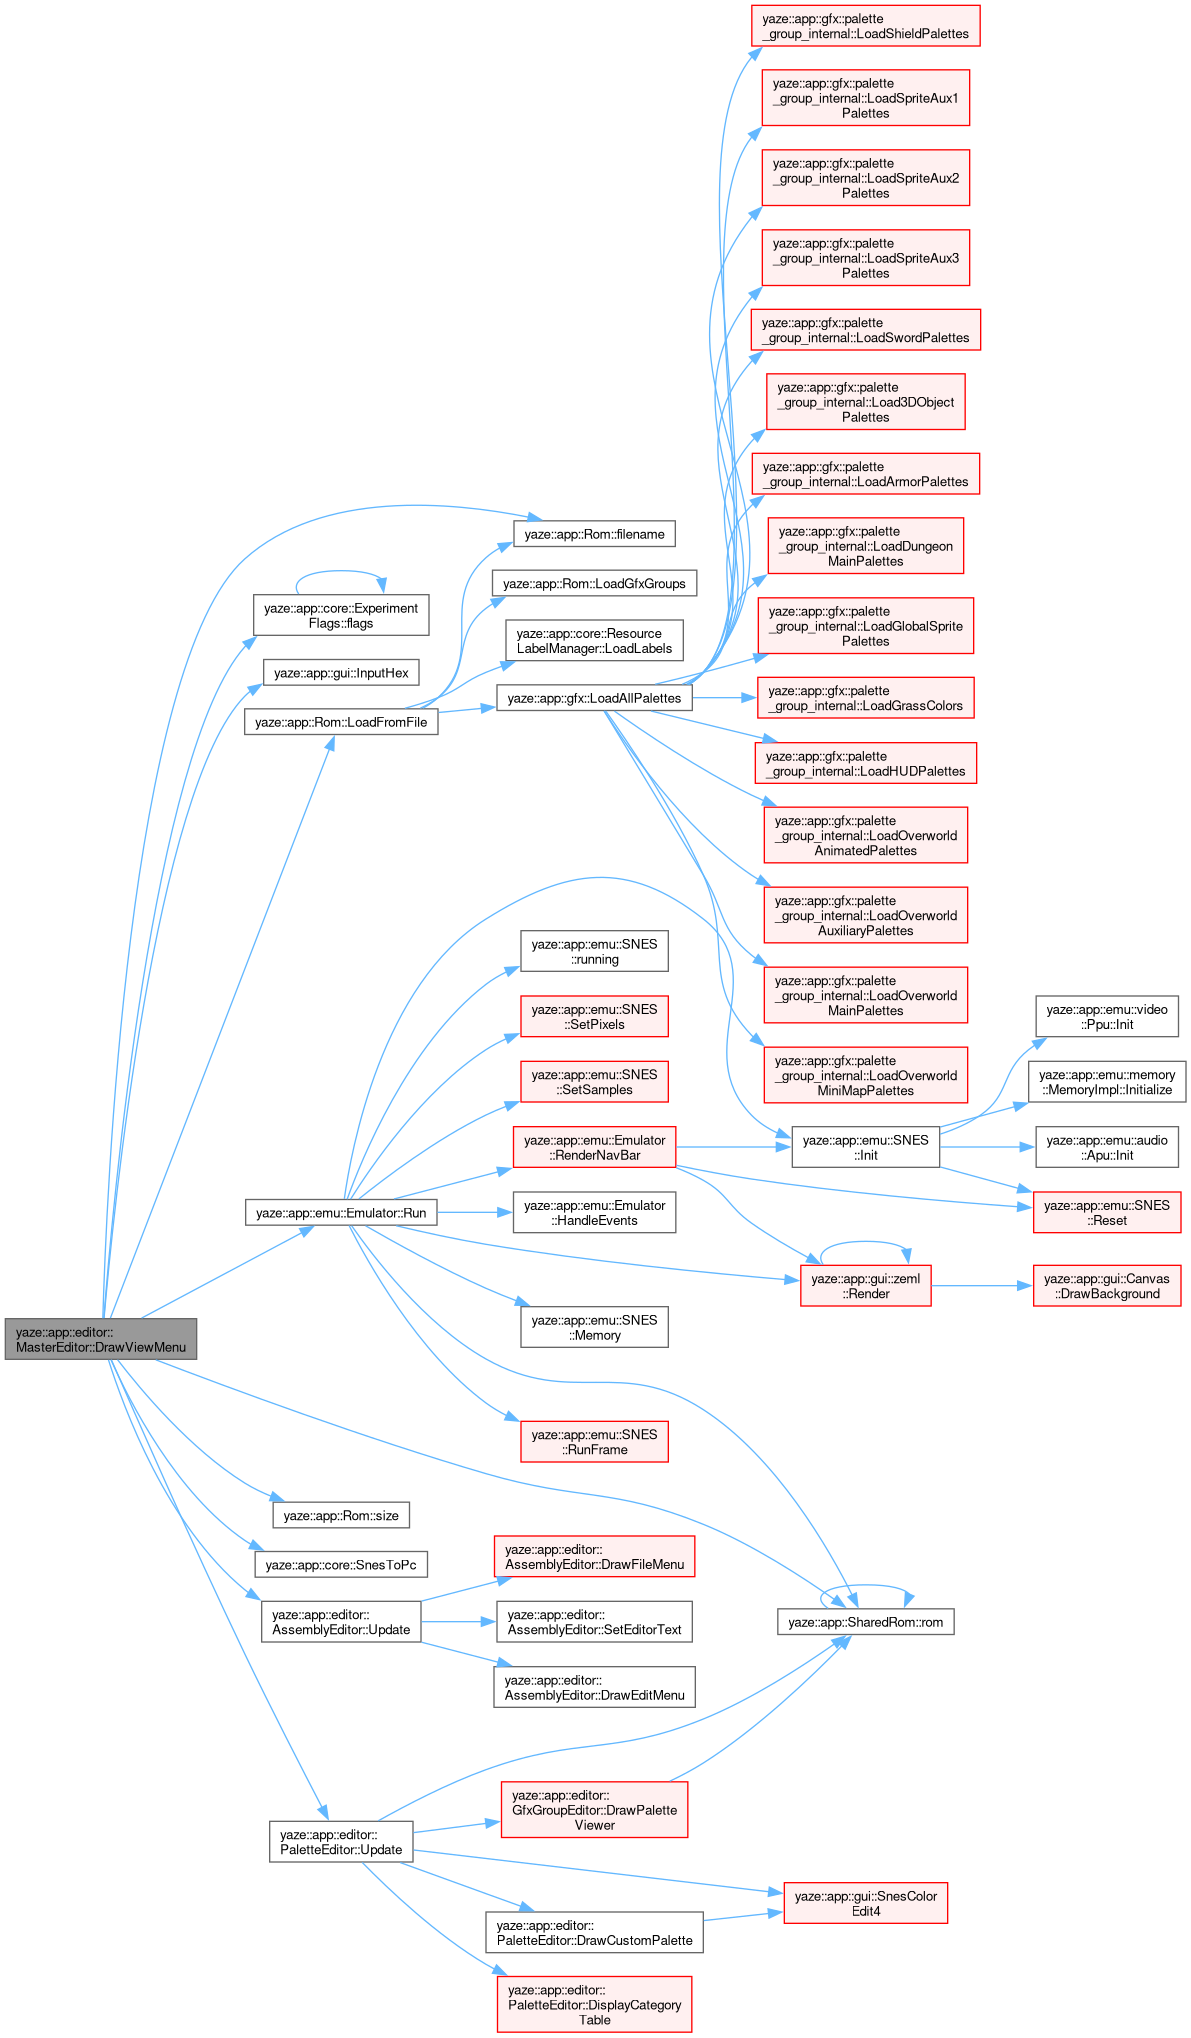 yaze::app::gfx::palette
_group_internal::LoadShieldPalettes
yaze::app::gfx::palette
_group_internal::LoadSpriteAux1
Palettes
yaze::app::gfx::palette
_group_internal::LoadSpriteAux2
Palettes
yaze::app::gfx::palette
_group_internal::LoadSpriteAux3
Palettes
yaze::app::gfx::palette
_group_internal::LoadSwordPalettes
yaze::app::gfx::palette
_group_internal::Load3DObject
Palettes
yaze::app::gfx::palette
_group_internal::LoadArmorPalettes
yaze::app::gfx::palette
_group_internal::LoadDungeon
MainPalettes
yaze::app::gfx::palette
_group_internal::LoadGlobalSprite
Palettes
yaze::app::gfx::palette
_group_internal::LoadGrassColors
yaze::app::gfx::palette
_group_internal::LoadHUDPalettes
yaze::app::gfx::palette
_group_internal::LoadOverworld
AnimatedPalettes
yaze::app::gfx::palette
_group_internal::LoadOverworld
AuxiliaryPalettes
yaze::app::gfx::palette
_group_internal::LoadOverworld
MainPalettes
yaze::app::gfx::palette
_group_internal::LoadOverworld
MiniMapPalettes
yaze::app::Rom::filename
yaze::app::Rom::LoadGfxGroups
yaze::app::core::Resource
LabelManager::LoadLabels
yaze::app::gfx::LoadAllPalettes
yaze::app::core::Experiment
Flags::flags
yaze::app::gui::InputHex
yaze::app::Rom::LoadFromFile
yaze::app::emu::SNES
::running
yaze::app::emu::SNES
::SetPixels
yaze::app::emu::SNES
::SetSamples
yaze::app::emu::Emulator
::RenderNavBar
yaze::app::emu::Emulator
::HandleEvents
yaze::app::emu::SNES
::Memory
yaze::app::emu::SNES
::RunFrame
yaze::app::emu::Emulator::Run
yaze::app::emu::SNES
::Init
yaze::app::emu::video
::Ppu::Init
yaze::app::emu::memory
::MemoryImpl::Initialize
yaze::app::emu::audio
::Apu::Init
yaze::app::emu::SNES
::Reset
yaze::app::gui::zeml
::Render
yaze::app::gui::Canvas
::DrawBackground
yaze::app::editor::
MasterEditor::DrawViewMenu
yaze::app::Rom::size
yaze::app::core::SnesToPc
yaze::app::editor::
AssemblyEditor::Update
yaze::app::editor::
AssemblyEditor::DrawFileMenu
yaze::app::editor::
AssemblyEditor::SetEditorText
yaze::app::editor::
AssemblyEditor::DrawEditMenu
yaze::app::SharedRom::rom
yaze::app::editor::
PaletteEditor::Update
yaze::app::editor::
GfxGroupEditor::DrawPalette
Viewer
yaze::app::gui::SnesColor
Edit4
yaze::app::editor::
PaletteEditor::DrawCustomPalette
yaze::app::editor::
PaletteEditor::DisplayCategory
Table